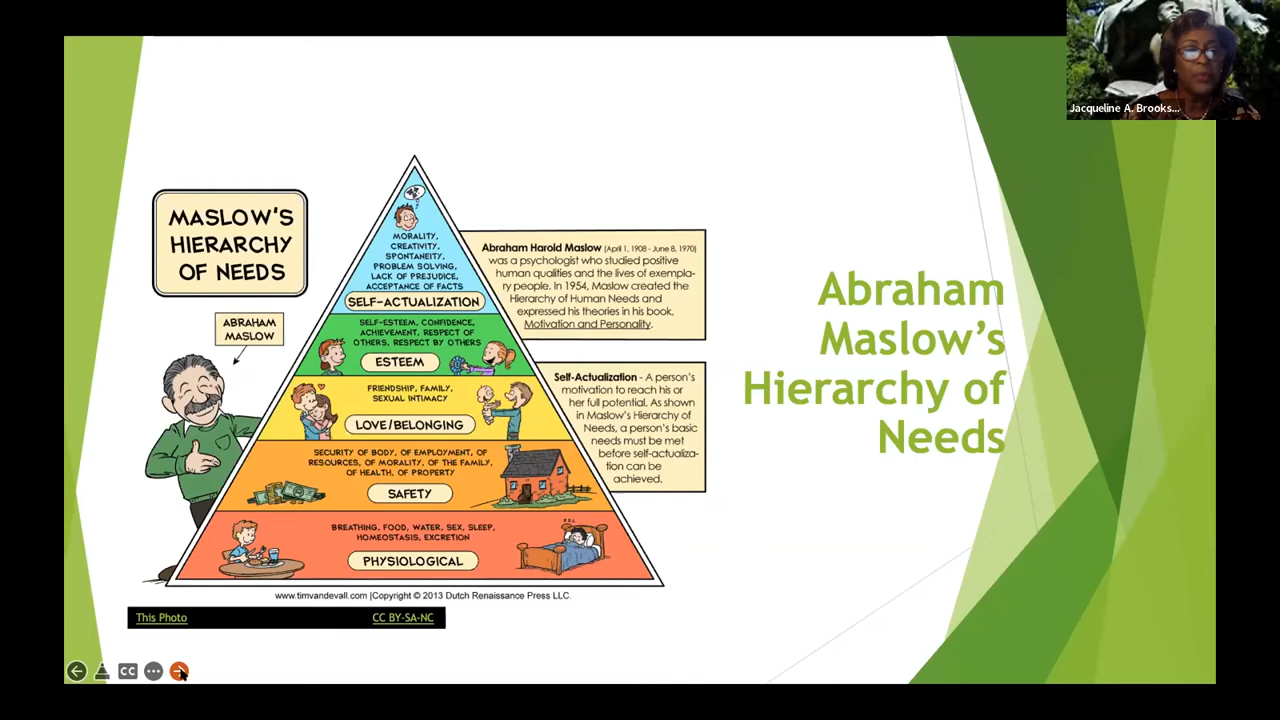 Jacqueline A. Brooks...
MASLOW'S
HIERARCHY
OF NEEDS
ABRAHAM
MASLOW
MORALITY,
CREATIVITY,
SPONTANEITY,
PROBLEM SOLVING,
LACK OF PREJUDICE,
ACCEPTANCE OF FACTS
SELF-ACTUALIZATION
SELF-ESTEEM, CONFIDENCE,
ACHIEVEMENT, RESPECT OF
OTHERS, RESPECT BY OTHERS
ESTEEM
FRIENDSHIP, FAMILY,
SEXUAL INTIMACY
LOVE/BELONGING
SECURITY OF BODY, OF EMPLOYMENT, OF
RESOURCES, OF MORALITY, OF THE FAMILY,
OF HEALTH, OF PROPERTY
SAFETY
BREATHING, FOOD, WATER, SEX, SLEEP,
HOMEOSTASIS, EXCRETION
PHYSIOLOGICAL
Abraham Harold Maslow (April 1, 1908 - June 8, 1970)
was a psychologist who studied positive
human qualities and the lives of exempla-
ry people. In 1954, Maslow created the
Hierarchy of Human Needs and
expressed his theories in his book,
Motivation and Personality.
Self-Actualization - A person's
motivation to reach his or
her full potential. As shown
in Maslow's Hierarchy of
Needs, a person's basic
needs must be met
before self-actualiza-
tion can be
achieved.
www.timvandevall.com | Copyright © 2013 Dutch Renaissance Press LLC.
This Photo CC BY-SA-NC
Abraham
Maslow's
Hierarchy of
Needs
CC